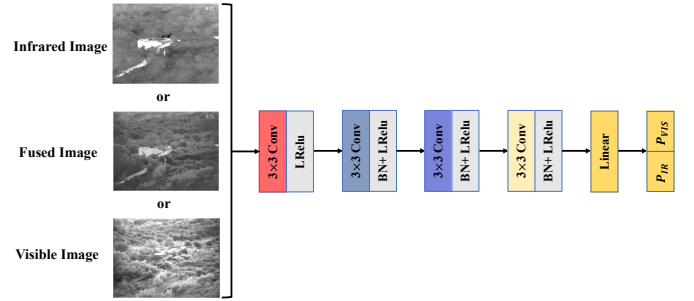 Infrared Image
or
Fused Image
or
Visible Image
3×3 Conv
LRelu
3×3 Conv
BN+ LRelu
3×3 Conv
BN+ LRelu
3×3 Conv
BN+ LRelu
Linear
P_VIS
P_IR